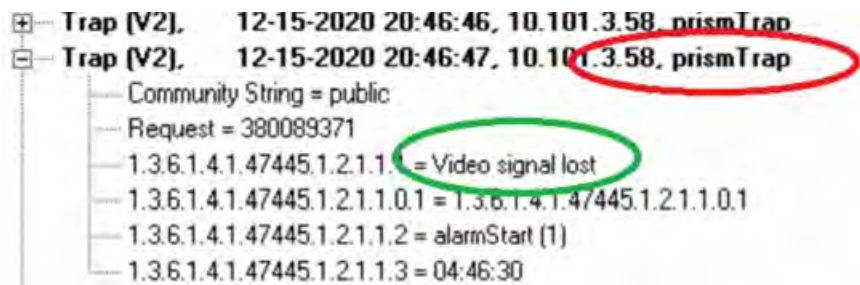 Trap (V2), 12-15-2020 20:46:46, 10.101.3.58, prismTrap
Trap (V2), 12-15-2020 20:46:47, 10.101.3.58, prismTrap
Community String = public
Request = 380089371
1.3.6.1.4.1.47445.1.2.1.1.1 = Video signal lost
1.3.6.1.4.1.47445.1.2.1.1.0.1 = 1.3.6.1.4.1.47445.1.2.1.1.0.1
1.3.6.1.4.1.47445.1.2.1.1.2 = alarmStart (1)
1.3.6.1.4.1.47445.1.2.1.1.3 = 04:46:30